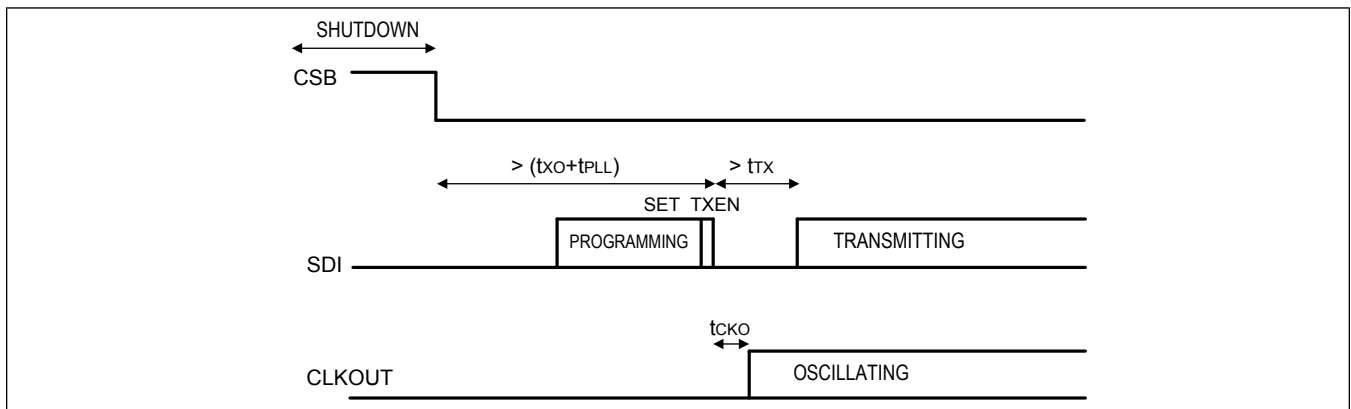 SHUTDOWN
CSB
> (tXO+tPLL)
> tTX
SET TXEN
PROGRAMMING
TRANSMITTING
SDI
tCKO
OSCILLATING
CLKOUT